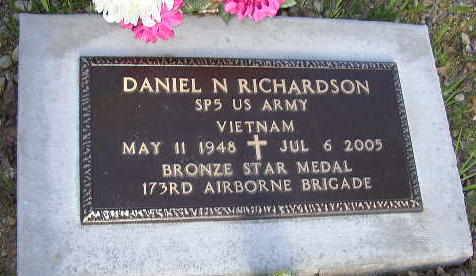 DANIEL N RICHARDSON
SP5 US ARMY
VIETNAM
MAY 11 1948 JUL 6 2005
BRONZE STAR MEDAL
173RD AIRBORNE BRIGADE